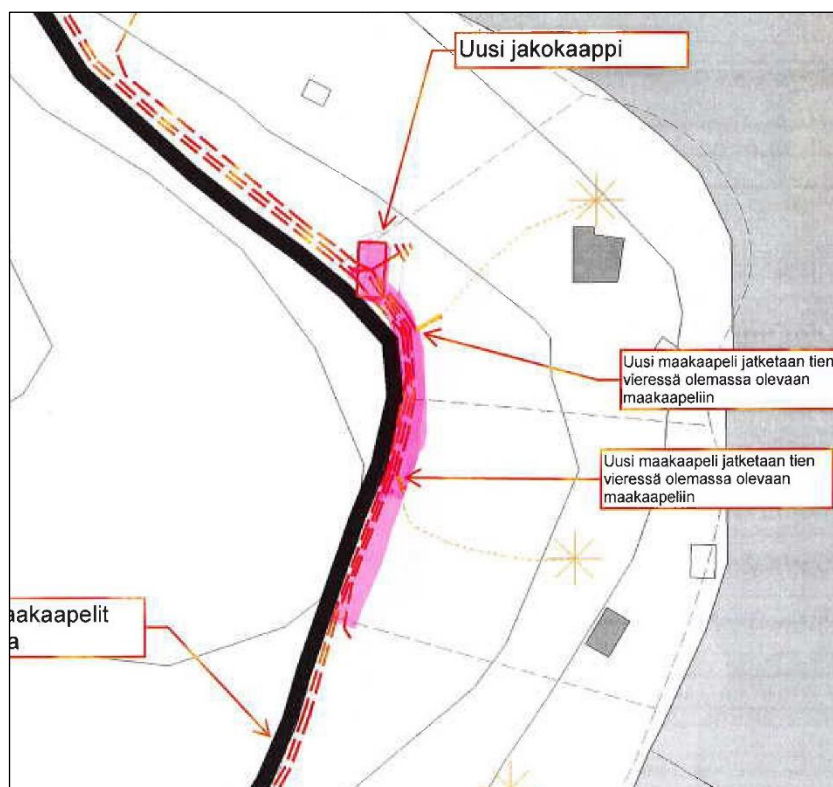 Uusi jakokaappi
Uusi maakaapeli jatketaan tien
vieressä olemassa olevaan
maakaapeliin
Uusi maakaapeli jatketaan tien
vieressä olemassa olevaan
maakaapeliin
aakaapelit
a